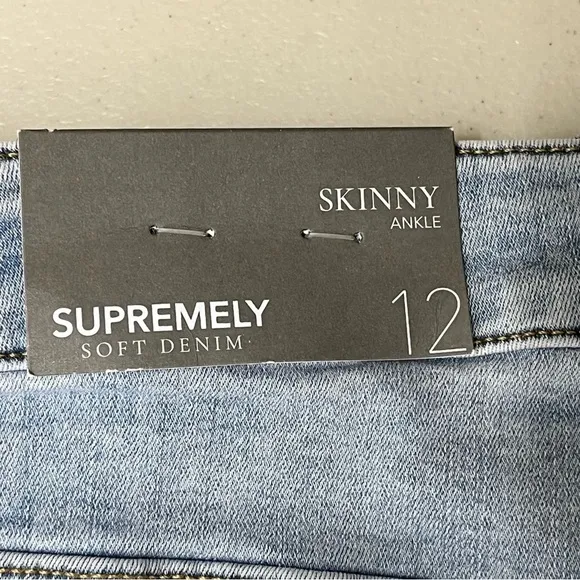 SKINNY
ANKLE
SUPREMELY
SOFT DENIM
12